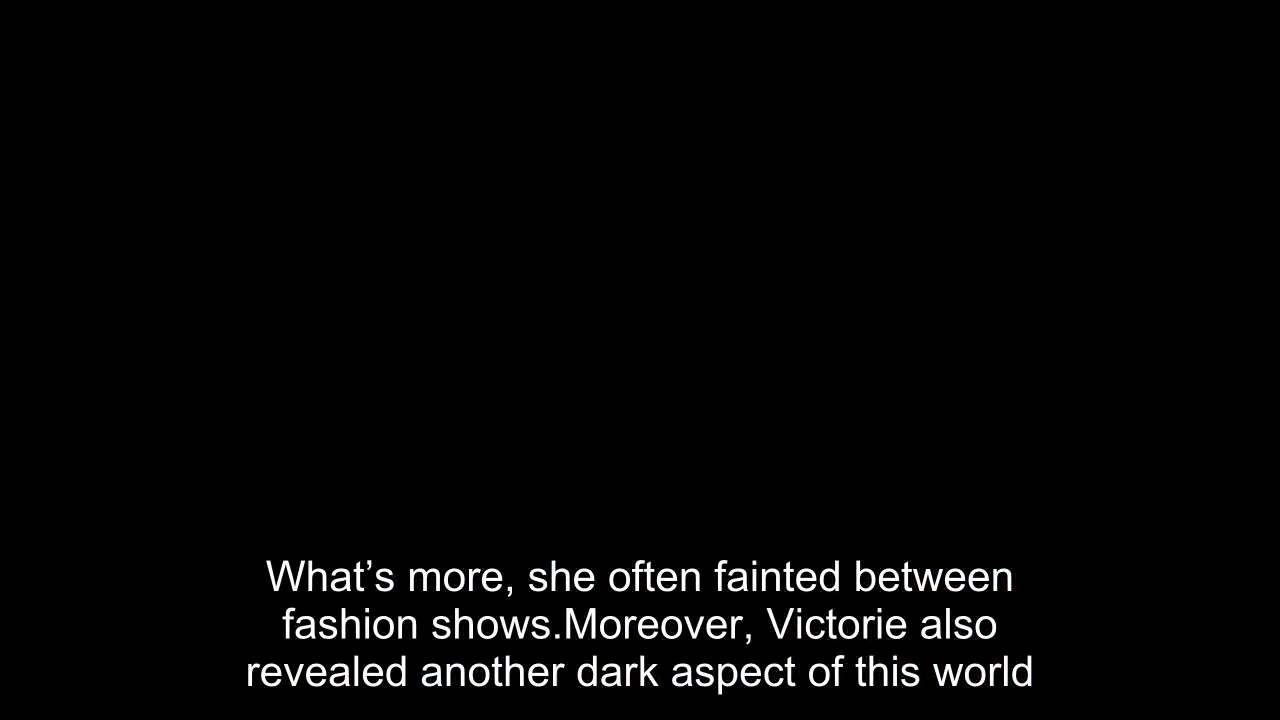 What’s more, she often fainted between
fashion shows.Moreover, Victorie also
revealed another dark aspect of this world